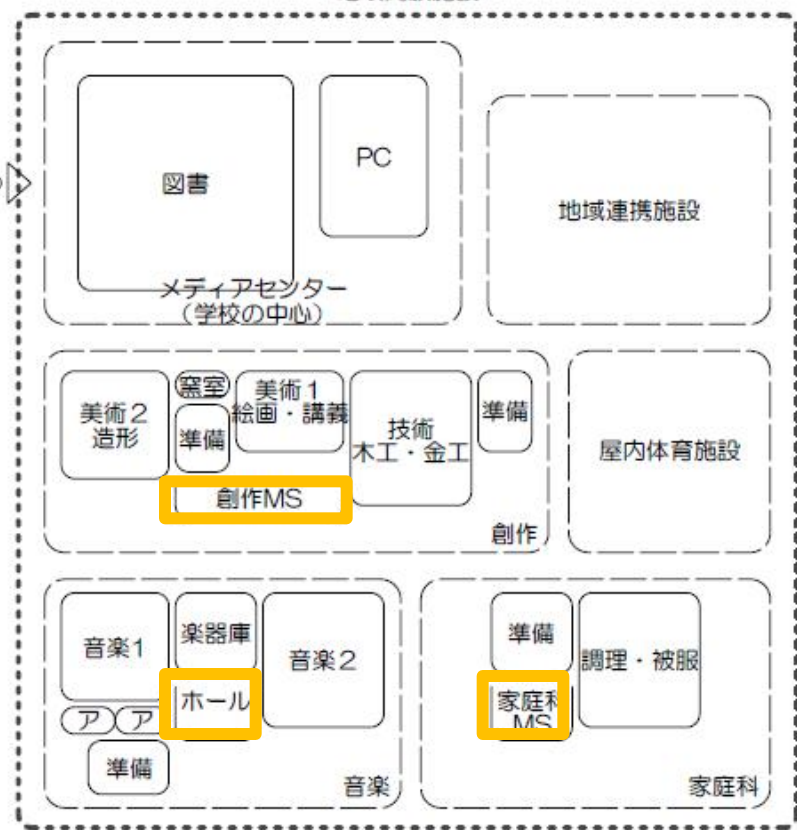 図書
PC
メディアセンター
(学校の中心)
地域連携施設
美術2
造形
窯室
準備
美術1
絵画・講義
技術
木工・金工
準備
創作MS
創作
屋内体育施設
音楽1
楽器庫
音楽2
ホール
ア
ア
準備
音楽
準備
調理・被服
家庭科
MS
家庭科